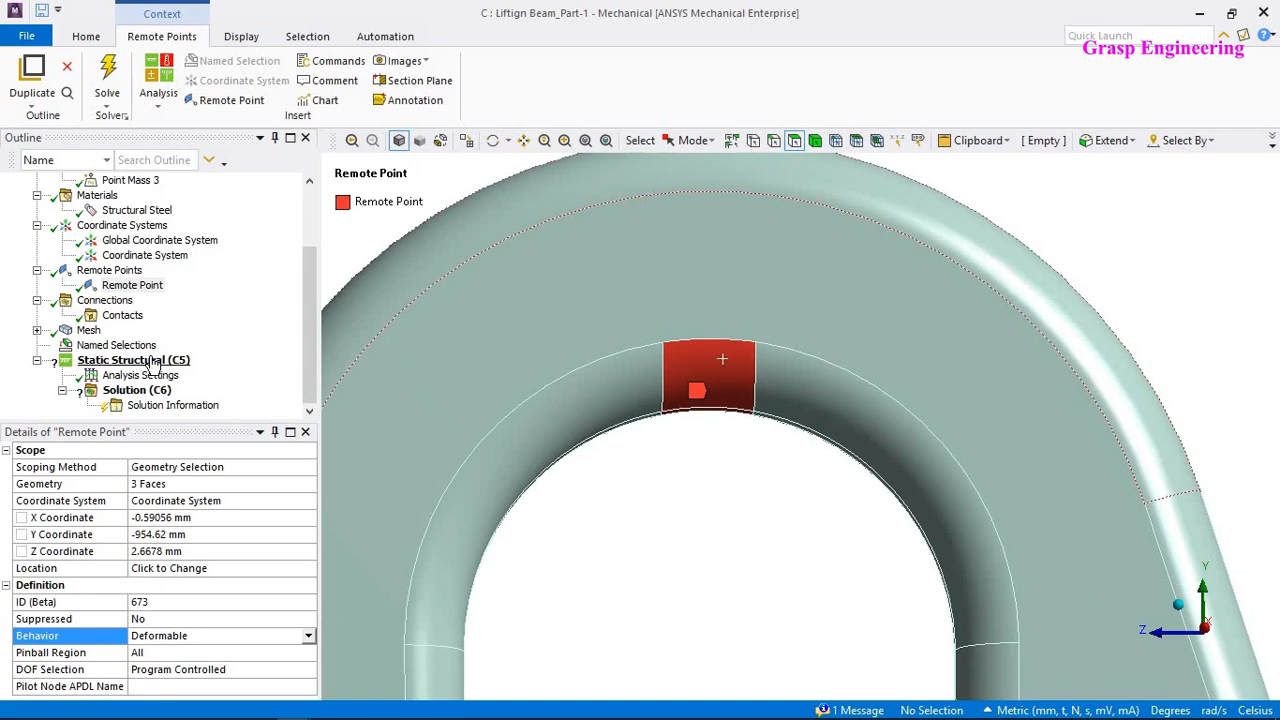 Context
C : Liftign Beam_Part-1 - Mechanical [ANSYS Mechanical Enterprise]
File
Home
Remote Points
Display
Selection
Automation
Quick Launch
Grasp Engineering
Duplicate
Outline
Solve
Solvers
Analysis
Named Selection
Coordinate System
Remote Point
Commands
Comment
Chart
Images
Section Plane
Annotation
Insert
Outline
Name
Search Outline
Select
Mode
Clipboard
[ Empty ]
Extend
Select By
Point Mass 3
Materials
Structural Steel
Coordinate Systems
Global Coordinate System
Coordinate System
Remote Points
Remote Point
Connections
Contacts
Mesh
Named Selections
Static Structural (C5)
Analysis Settings
Solution (C6)
Solution Information
Remote Point
Remote Point
Details of "Remote Point"
Scope
Scoping Method Geometry Selection
Geometry 3 Faces
Coordinate System Coordinate System
X Coordinate -0.59056 mm
Y Coordinate -954.62 mm
Z Coordinate 2.6678 mm
Location Click to Change
Definition
ID (Beta) 673
Suppressed No
Behavior Deformable
Pinball Region All
DOF Selection Program Controlled
Pilot Node APDL Name
Y
Z
X
1 Message
No Selection
Metric (mm, t, N, s, mV, mA)
Degrees
rad/s
Celsius